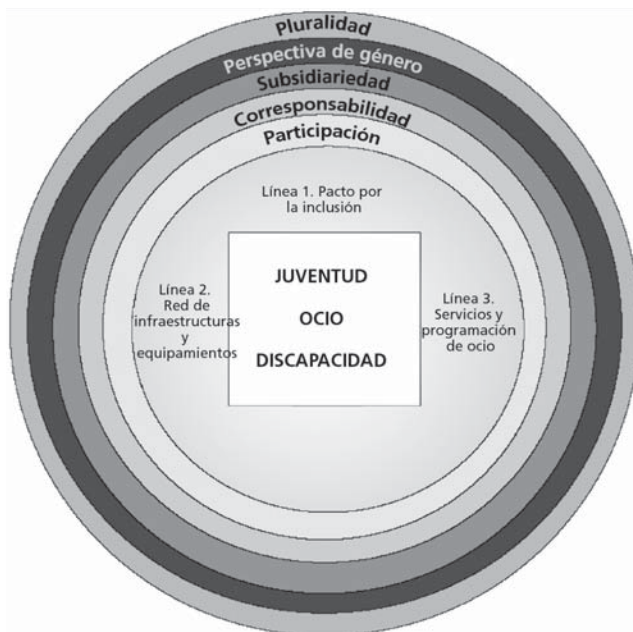 Pluralidad
Perspectiva de género
Subsidiariedad
Corresponsabilidad
Participación
Línea 1. Pacto por
la inclusión
JUVENTUD
OCIO
DISCAPACIDAD
Línea 2.
Red de
infraestructuras
y
equipamientos
Línea 3.
Servicios y
programación
de ocio